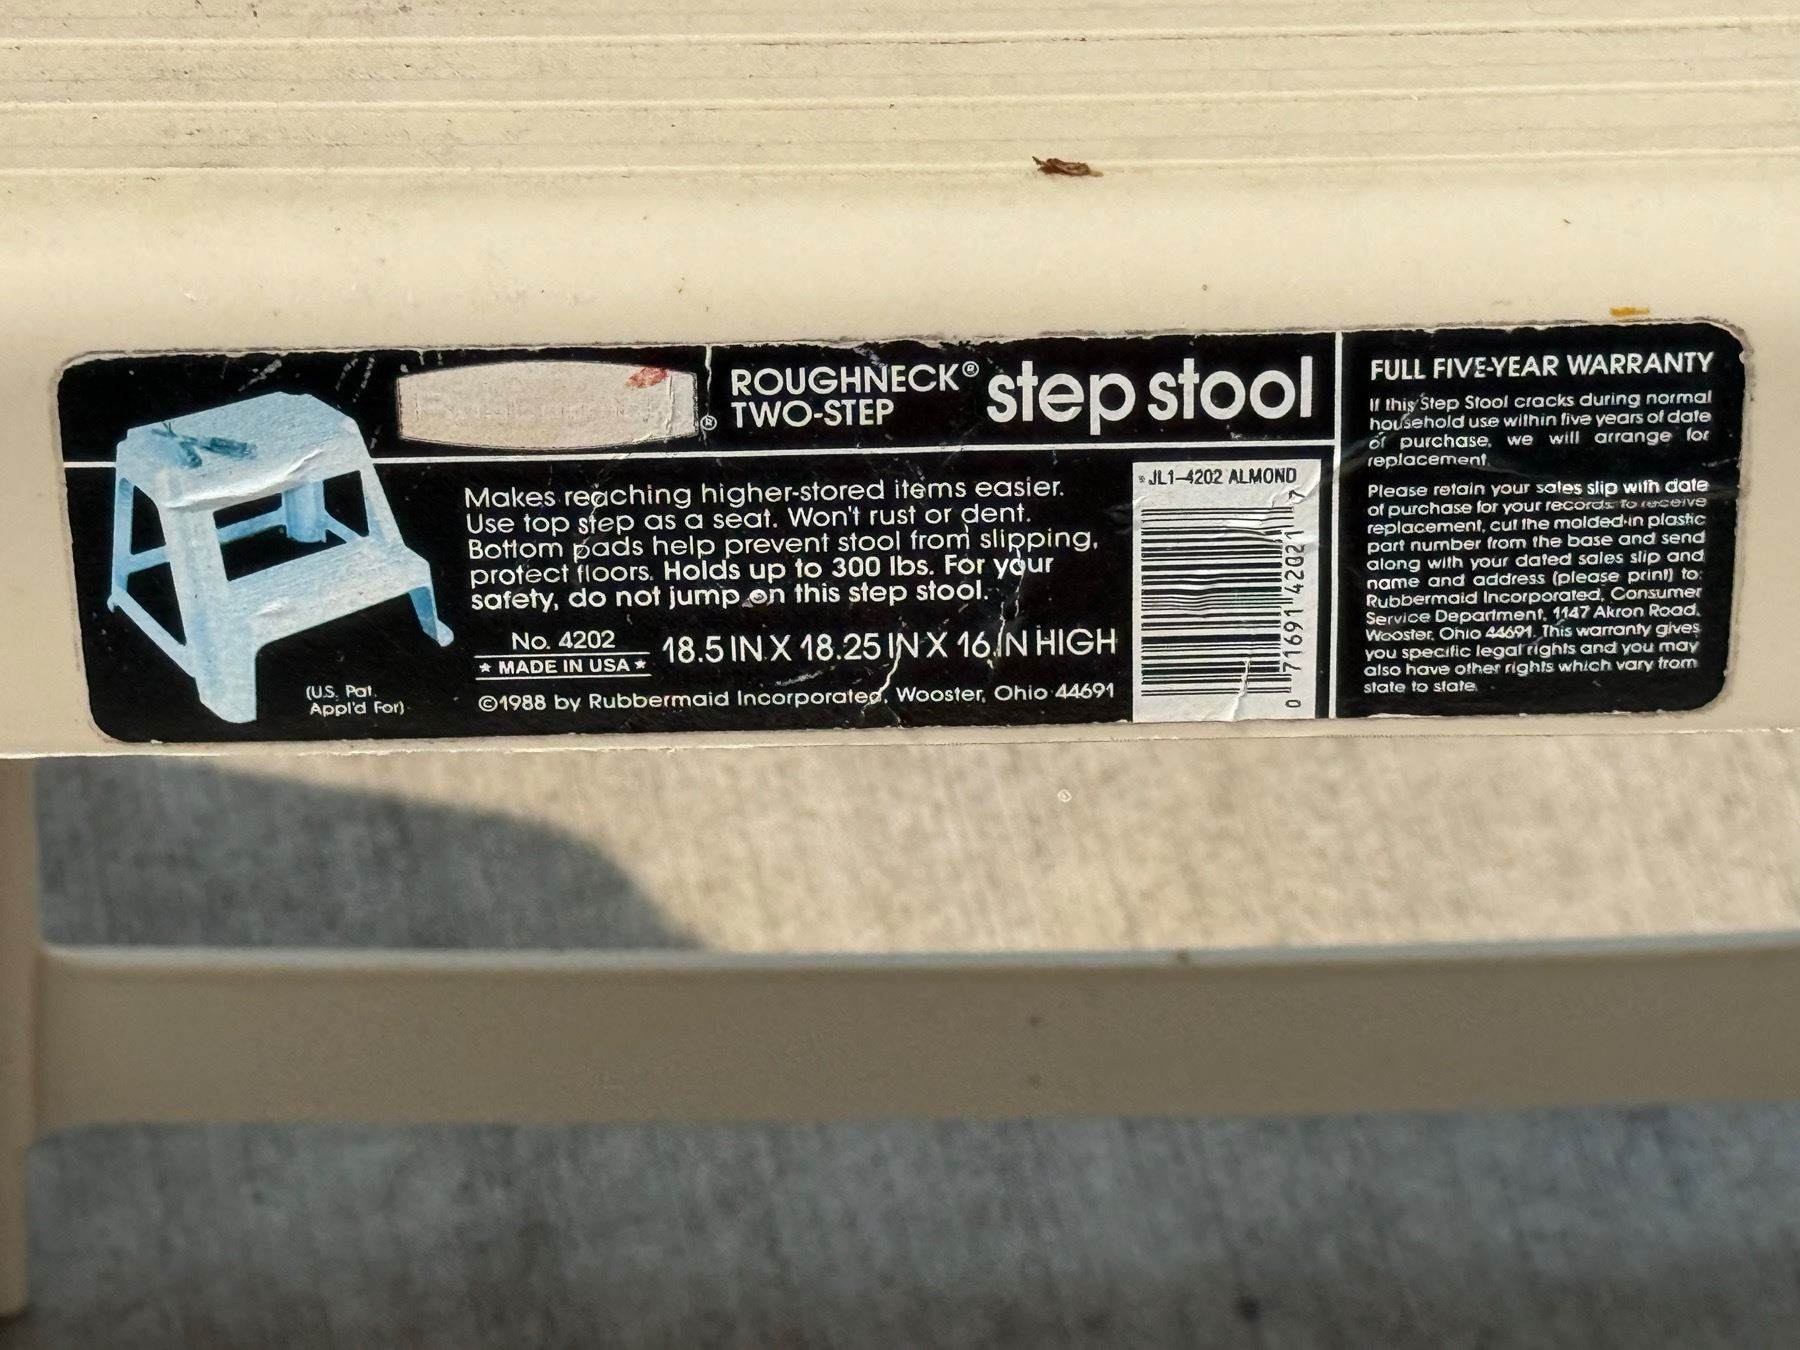 ROUGHNECK®
TWO-STEP
step stool
®
Makes reaching higher-stored items easier.
Use top step as a seat. Won't rust or dent.
Bottom pads help prevent stool from slipping,
protect floors. Holds up to 300 lbs. For your
safety, do not jump on this step stool.
No. 4202
★ MADE IN USA ★
18.5 IN X 18.25 IN X 16 IN HIGH
©1988 by Rubbermaid Incorporated, Wooster, Ohio 44691
(U.S. Pat.
Appl'd For)
JL1-4202 ALMOND
0 71691 42021 7
FULL FIVE-YEAR WARRANTY
If this Step Stool cracks during normal
household use within five years of date
of purchase, we will arrange for
replacement.
Please retain your sales slip with date
of purchase for your records. To receive
replacement, cut the molded-in plastic
part number from the base and send
along with your dated sales slip and
name and address (please print) to:
Rubbermaid Incorporated, Consumer
Service Department, 1147 Akron Road,
Wooster, Ohio 44691. This warranty gives
you specific legal rights and you may
also have other rights which vary from
state to state.